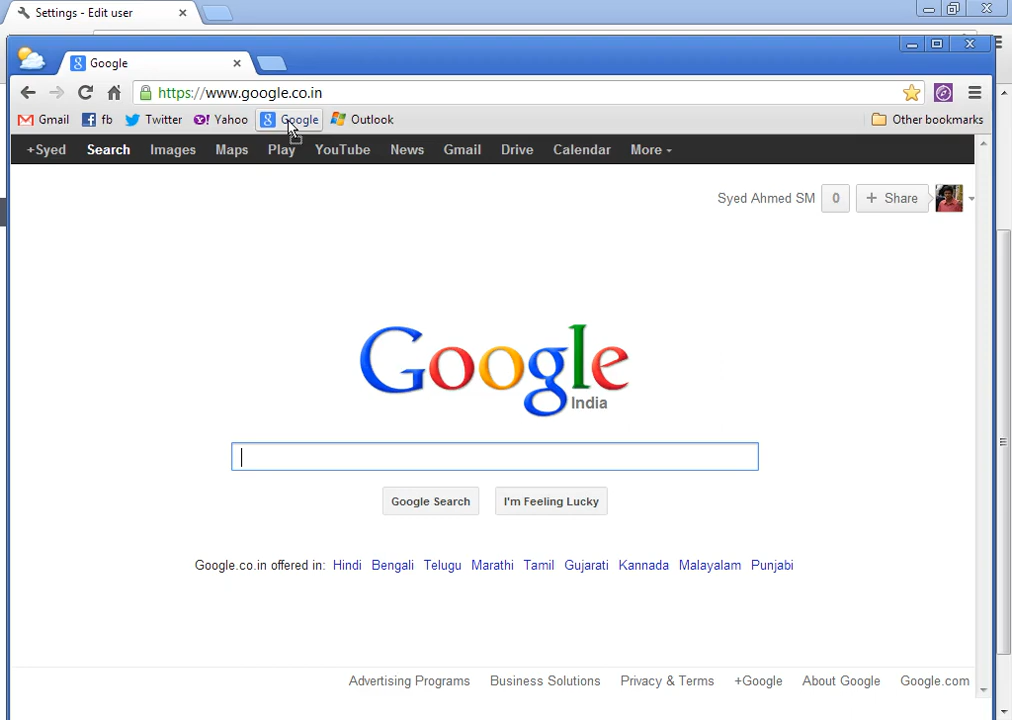 Settings - Edit user
Google
https://www.google.co.in
Gmail fb Twitter Yahoo Google Outlook Other bookmarks
+Syed Search Images Maps Play YouTube News Gmail Drive Calendar More
Syed Ahmed SM 0 + Share
Google
India
Google Search I'm Feeling Lucky
Google.co.in offered in: Hindi Bengali Telugu Marathi Tamil Gujarati Kannada Malayalam Punjabi
Advertising Programs Business Solutions Privacy & Terms +Google About Google Google.com